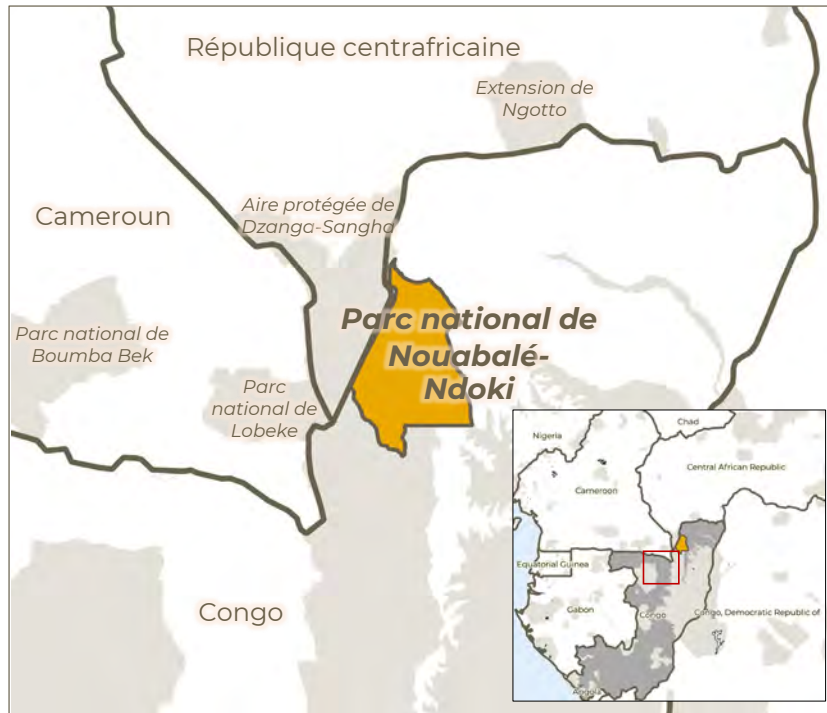 République centrafricaine
Extension de
Ngotto
Aire protégée de
Dzanga-Sangha
Cameroun
Parc national de
Nouabalé-
Ndoki
Parc national de
Boumba Bek
Parc
national de
Lobeke
Congo
Chad
Nigeria
Central African Republic
Cameroon
Equatorial Guinea
Gabon
Congo
Congo, Democratic Republic of
Angola